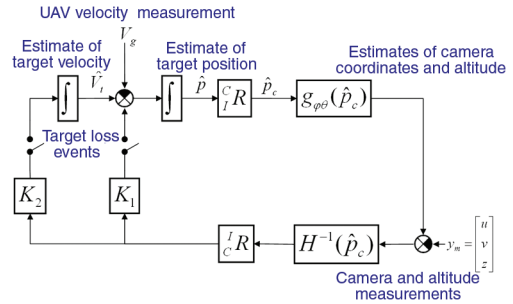 UAV velocity measurement
V_g
Estimate of
target velocity
Estimate of
target position
Estimates of camera
coordinates and altitude
∫
V̂_t
∫
p̂
^C_I R
p̂_c
g_φθ(p̂_c)
Target loss
events
K_2
K_1
^I_C R
H^-1(p̂_c)
y_m = [u
v
z]
Camera and altitude
measurements